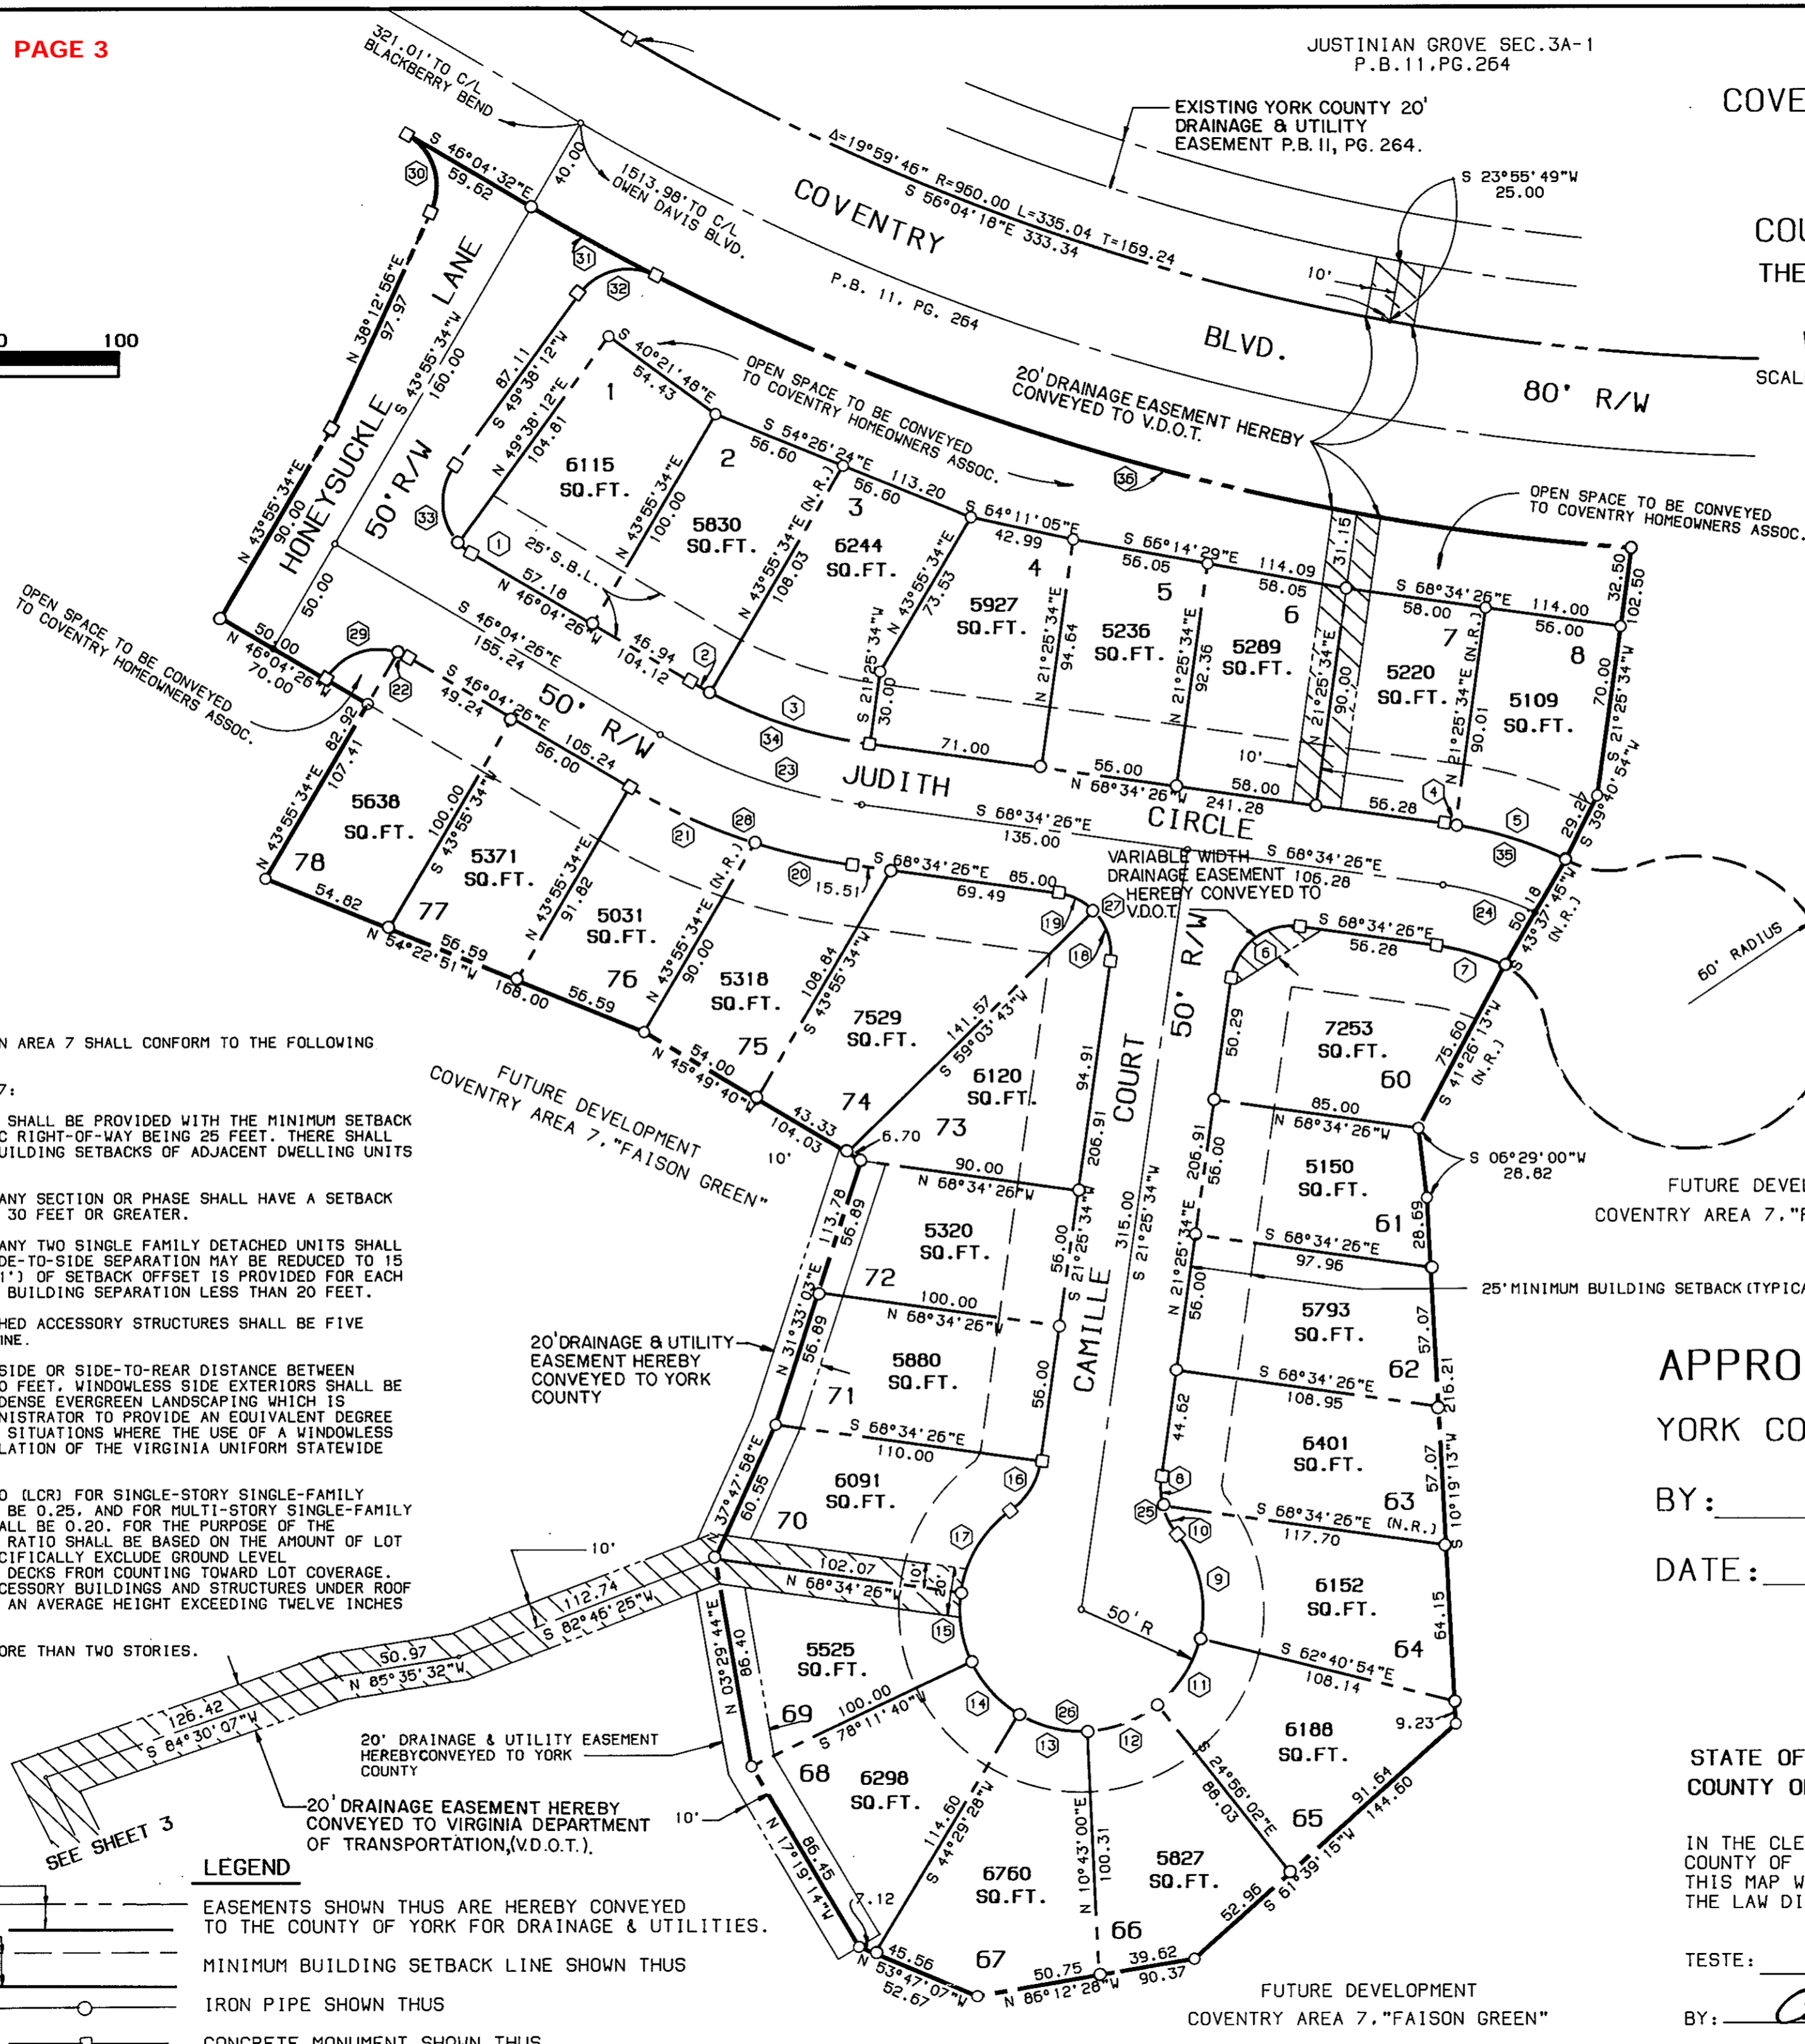 PAGE 3
321.01' TO C/L
BLACKBERRY BEND
JUSTINIAN GROVE SEC.3A-1
P.B.11,PG.264
COVE
EXISTING YORK COUNTY 20'
DRAINAGE & UTILITY
EASEMENT P.B. 11, PG. 264.
S 23°55'49"W
25.00
COU
THE
SCAL
100
S 46°04'32"E
59.62
40.00
1513.98' TO C/L
OWEN DAVIS BLVD.
Δ=19°59'46" R=960.00 L=335.04 T=169.24
S 56°04'18"E 333.34
COVENTRY
BLVD.
80' R/W
P.B. 11, PG. 264
10'
30
31
32
N 38°12'56"E
97.97
HONEYSUCKLE LANE
50' R/W
S 43°55'34"W
160.00
N 43°55'34"E
90.00
S 49°38'12"W
87.11
N 49°38'12"E
104.81
33
50.00
S 40°21'48"E
54.43
OPEN SPACE TO BE CONVEYED
TO COVENTRY HOMEOWNERS ASSOC.
20' DRAINAGE EASEMENT HEREBY
CONVEYED TO V.D.O.T.
36
OPEN SPACE TO BE CONVEYED
TO COVENTRY HOMEOWNERS ASSOC.
1
6115
SQ.FT.
2
5830
SQ.FT.
S 54°26'24"E
56.60
56.60
113.20
N 43°55'34"E
100.00
N 43°55'34"E (N.R.)
108.03
3
6244
SQ.FT.
N 43°55'34"E
73.53
S 21°25'34"W
30.00
S 64°11'05"E
42.99
4
5927
SQ.FT.
N 21°25'34"E
94.64
S 66°14'29"E
56.05
114.09
58.05
5
5236
SQ.FT.
N 21°25'34"E
92.36
6
5289
SQ.FT.
31.15
N 21°25'34"E
90.00
S 68°34'26"E
58.00
114.00
56.00
7
5220
SQ.FT.
N 21°25'34"E (N.R.)
90.01
8
5109
SQ.FT.
32.50
102.50
70.00
S 21°25'34"W
1
25' S.B.L.
57.18
N 46°04'26"W
46.94
104.12
2
3
34
23
71.00
56.00
N 68°34'26"W
58.00
241.28
10'
56.28
4
5
35
29.27
S 39°40'54"W
S 46°04'26"E
155.24
50' R/W
JUDITH
CIRCLE
S 68°34'26"E
135.00
S 68°34'26"E
106.28
24
50.18
S 43°37'45"W
(N.R.)
60' RADIUS
OPEN SPACE TO BE CONVEYED
TO COVENTRY HOMEOWNERS ASSOC.
50.00
N 46°04'26"W
70.00
29
22
S 46°04'26"E
49.24
105.24
56.00
82.92
N 43°55'34"E
107.41
5638
SQ.FT.
78
54.82
100.00
S 43°55'34"W
5371
SQ.FT.
77
N 54°22'51"W
56.59
168.00
56.59
N 43°55'34"E
91.82
5031
SQ.FT.
76
21
28
N 43°55'34"E (N.R.)
90.00
5318
SQ.FT.
75
20
15.51
S 68°34'26"E
69.49
85.00
19
27
18
VARIABLE WIDTH
DRAINAGE EASEMENT
HEREBY CONVEYED TO
V.D.O.T.
6
S 68°34'26"E
56.28
7
108.84
S 43°55'34"W
7529
SQ.FT.
74
141.57
S 59°03'43"W
6120
SQ.FT.
73
N 45°49'40"W
54.00
43.33
104.03
6.70
FUTURE DEVELOPMENT
COVENTRY AREA 7, "FAISON GREEN"
10'
90.00
N 68°34'26"W
94.91
206.91
CAMILLE COURT
50' R/W
315.00
S 21°25'34"W
56.00
S 21°25'34"W
50.29
206.91
56.00
N 21°25'34"E
56.00
7253
SQ.FT.
60
75.60
S 41°26'13"W
(N.R.)
85.00
N 68°34'26"W
S 06°29'00"W
28.82
5150
SQ.FT.
61
28.69
S 68°34'26"E
97.96
25' MINIMUM BUILDING SETBACK (TYPICA
FUTURE DEVEL
COVENTRY AREA 7, "F
5793
SQ.FT.
62
57.07
S 68°34'26"E
108.95
216.21
S 10°19'13"W
44.62
6401
SQ.FT.
63
57.07
S 68°34'26"E
(N.R.)
117.70
8
25
10
9
6152
SQ.FT.
64
64.15
S 62°40'54"E
108.14
9.23
11
6188
SQ.FT.
65
S 24°56'02"E
88.03
91.64
144.60
S 61°39'15"W
52.96
5320
SQ.FT.
72
113.78
56.89
N 31°33'03"E
56.89
100.00
N 68°34'26"W
5880
SQ.FT.
71
56.00
S 68°34'26"E
110.00
6091
SQ.FT.
70
N 37°47'58"E
60.55
16
17
102.07
N 68°34'26"W
10'
20'
50' R
15
14
26
13
12
20' DRAINAGE & UTILITY
EASEMENT HEREBY
CONVEYED TO YORK
COUNTY
5525
SQ.FT.
69
N 03°29'44"E
86.40
100.00
S 78°11'40"W
68
6298
SQ.FT.
N 17°19'14"W
86.45
114.60
S 44°29'28"W
7.12
6760
SQ.FT.
67
45.56
N 53°47'07"W
52.67
N 10°43'00"E
100.31
5827
SQ.FT.
66
50.75
39.62
N 86°12'28"W
90.37
10'
112.74
S 82°46'25"W
50.97
N 85°35'32"W
126.42
S 84°30'07"W
SEE SHEET 3
20' DRAINAGE & UTILITY EASEMENT
HEREBY CONVEYED TO YORK
COUNTY
20' DRAINAGE EASEMENT HEREBY
CONVEYED TO VIRGINIA DEPARTMENT
OF TRANSPORTATION,(V.D.O.T.).
10'
N AREA 7 SHALL CONFORM TO THE FOLLOWING
7:
SHALL BE PROVIDED WITH THE MINIMUM SETBACK
C RIGHT-OF-WAY BEING 25 FEET. THERE SHALL
UILDING SETBACKS OF ADJACENT DWELLING UNITS
ANY SECTION OR PHASE SHALL HAVE A SETBACK
30 FEET OR GREATER.
ANY TWO SINGLE FAMILY DETACHED UNITS SHALL
DE-TO-SIDE SEPARATION MAY BE REDUCED TO 15
1') OF SETBACK OFFSET IS PROVIDED FOR EACH
BUILDING SEPARATION LESS THAN 20 FEET.
HED ACCESSORY STRUCTURES SHALL BE FIVE
INE.
SIDE OR SIDE-TO-REAR DISTANCE BETWEEN
0 FEET, WINDOWLESS SIDE EXTERIORS SHALL BE
DENSE EVERGREEN LANDSCAPING WHICH IS
NISTRATOR TO PROVIDE AN EQUIVALENT DEGREE
SITUATIONS WHERE THE USE OF A WINDOWLESS
LATION OF THE VIRGINIA UNIFORM STATEWIDE
O (LCR) FOR SINGLE-STORY SINGLE-FAMILY
BE 0.25, AND FOR MULTI-STORY SINGLE-FAMILY
ALL BE 0.20. FOR THE PURPOSE OF THE
RATIO SHALL BE BASED ON THE AMOUNT OF LOT
CIFICALLY EXCLUDE GROUND LEVEL
DECKS FROM COUNTING TOWARD LOT COVERAGE.
CESSORY BUILDINGS AND STRUCTURES UNDER ROOF
AN AVERAGE HEIGHT EXCEEDING TWELVE INCHES
ORE THAN TWO STORIES.
LEGEND
EASEMENTS SHOWN THUS ARE HEREBY CONVEYED
TO THE COUNTY OF YORK FOR DRAINAGE & UTILITIES.
MINIMUM BUILDING SETBACK LINE SHOWN THUS
IRON PIPE SHOWN THUS
CONCRETE MONUMENT SHOWN THUS
FUTURE DEVELOPMENT
COVENTRY AREA 7, "FAISON GREEN"
APPRO
YORK CO
BY:
DATE:
STATE OF
COUNTY O
IN THE CLE
COUNTY OF
THIS MAP W
THE LAW DI
TESTE:
BY: